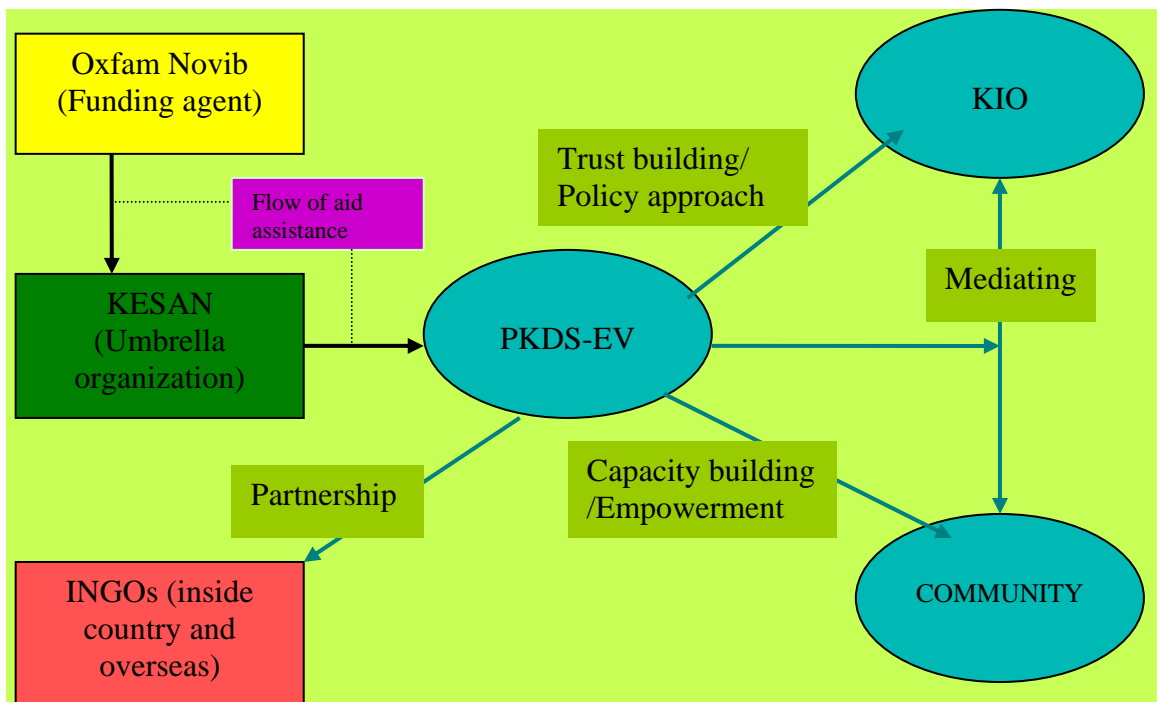 Oxfam Novib
(Funding agent)
KIO
Trust building/
Policy approach
Flow of aid
assistance
KESAN
(Umbrella
organization)
PKDS-EV
Mediating
Partnership
Capacity building
/Empowerment
INGOs (inside
country and
overseas)
COMMUNITY